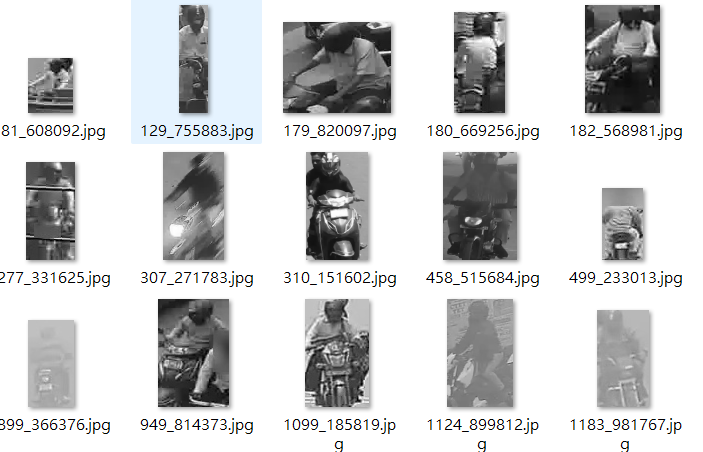 81_608092.jpg
129_755883.jpg
179_820097.jpg
180_669256.jpg
182_568981.jpg
277_331625.jpg
307_271783.jpg
310_151602.jpg
458_515684.jpg
499_233013.jpg
899_366376.jpg
949_814373.jpg
1099_185819.jp
g
1124_899812.jp
g
1183_981767.jp
g